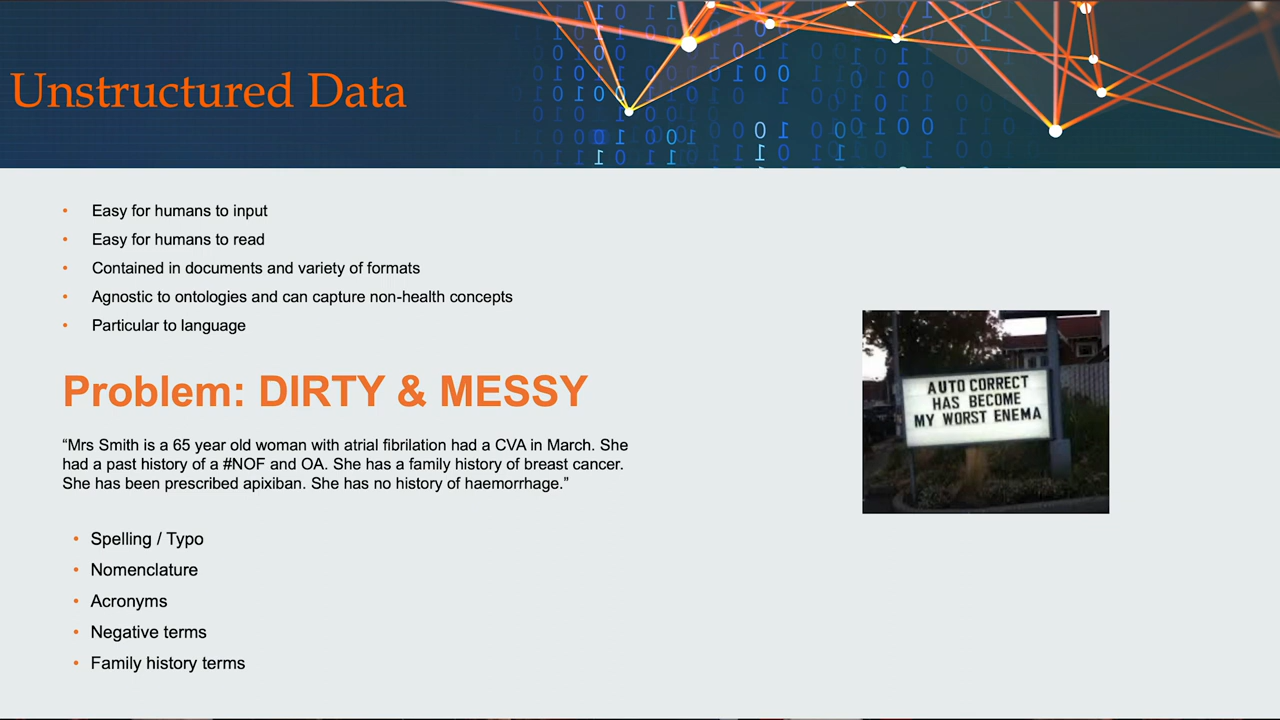 Unstructured Data
• Easy for humans to input
• Easy for humans to read
• Contained in documents and variety of formats
• Agnostic to ontologies and can capture non-health concepts
• Particular to language
Problem: DIRTY & MESSY
“Mrs Smith is a 65 year old woman with atrial fibrilation had a CVA in March. She
had a past history of a #NOF and OA. She has a family history of breast cancer.
She has been prescribed apixiban. She has no history of haemorrhage.”
• Spelling / Typo
• Nomenclature
• Acronyms
• Negative terms
• Family history terms
AUTO CORRECT
HAS BECOME
MY WORST ENEMA